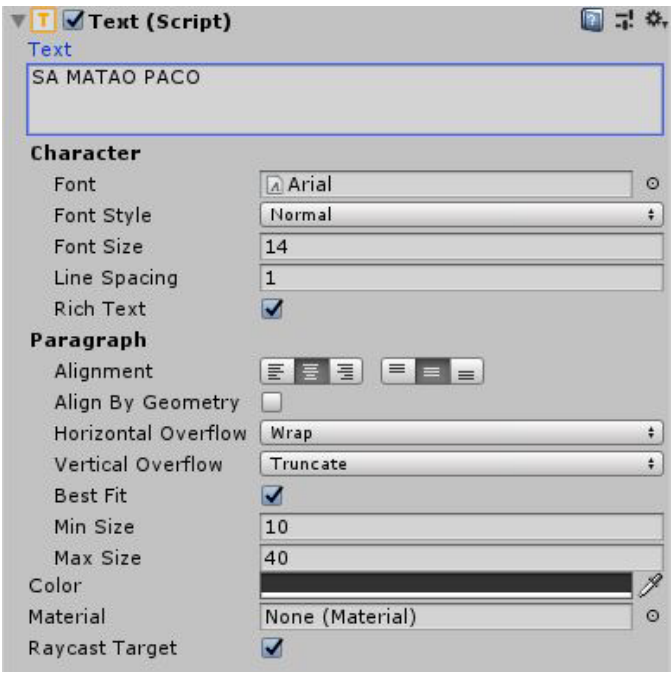 Text (Script)
Text
SA MATAO PACO
Character
Font Arial
Font Style Normal
Font Size 14
Line Spacing 1
Rich Text
Paragraph
Alignment
Align By Geometry
Horizontal Overflow Wrap
Vertical Overflow Truncate
Best Fit
Min Size 10
Max Size 40
Color
Material None (Material)
Raycast Target